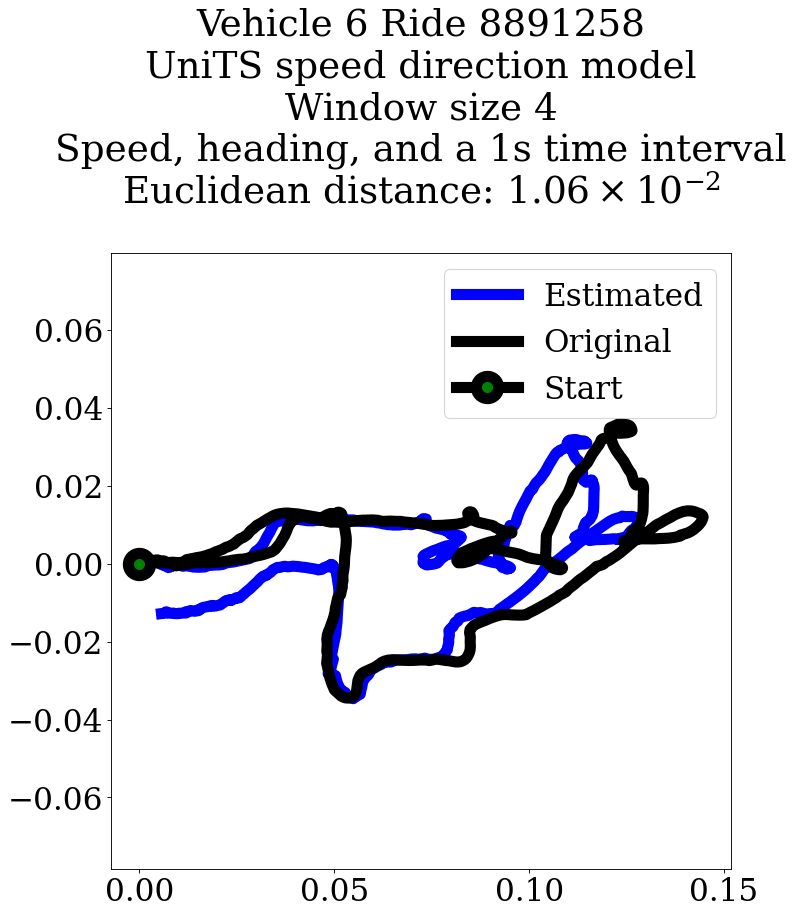 Vehicle 6 Ride 8891258
UniTS speed direction model
Window size 4
Speed, heading, and a 1s time interval
Euclidean distance: 1.06 × 10⁻²
Estimated
Original
Start
0.06
0.04
0.02
0.00
−0.02
−0.04
−0.06
0.00 0.05 0.10 0.15